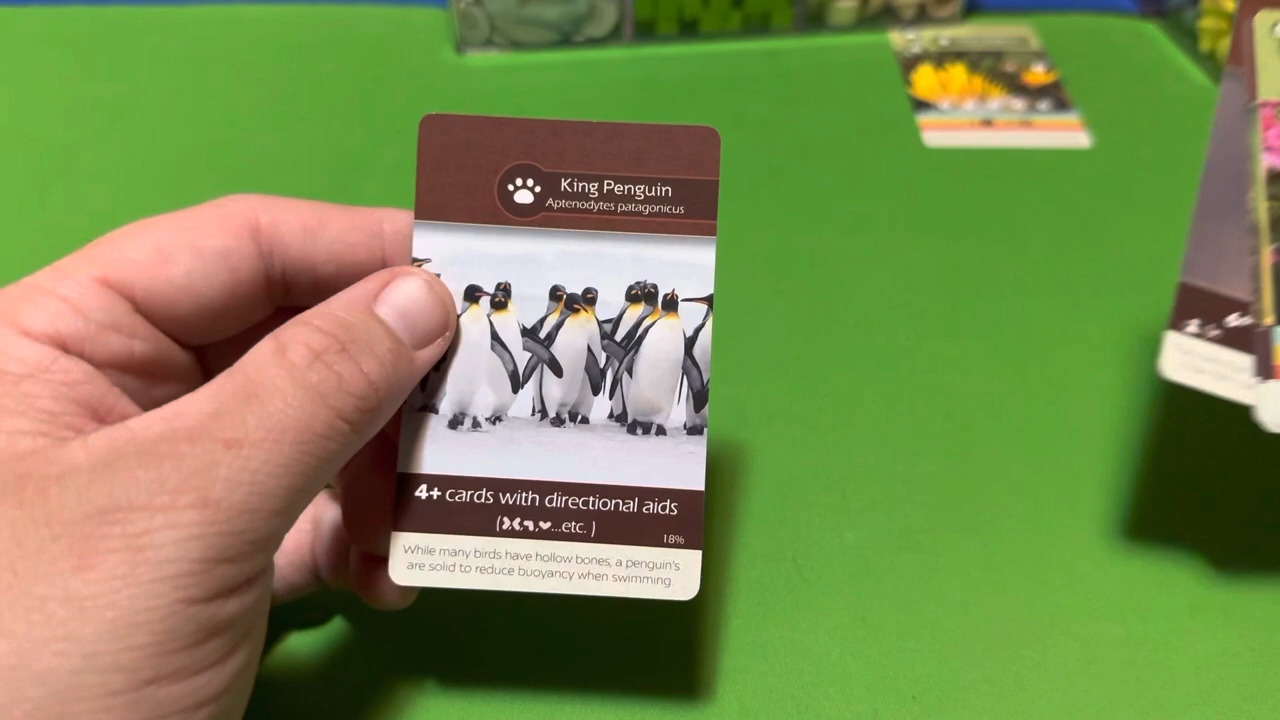 King Penguin
Aptenodytes patagonicus
4+ cards with directional aids
(...etc. )
18%
While many birds have hollow bones, a penguin's
are solid to reduce buoyancy when swimming